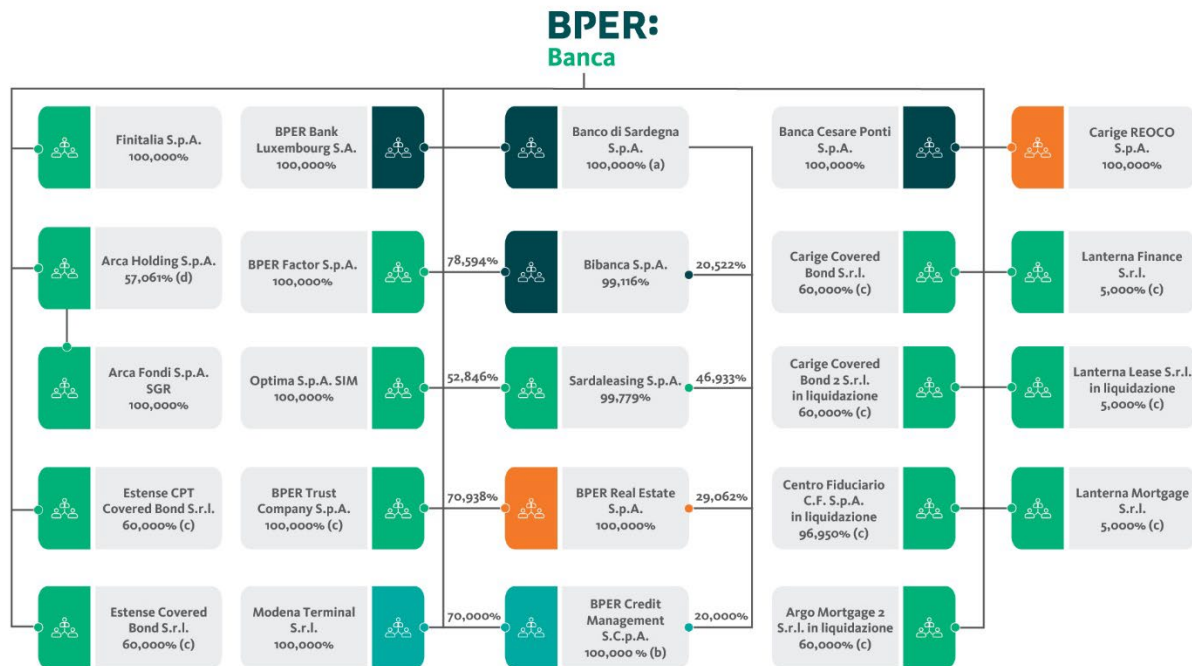 BPER:
Banca
Finitalia S.p.A.
100,000%
BPER Bank
Luxembourg S.A.
100,000%
Banco di Sardegna
S.p.A.
100,000% (a)
Banca Cesare Ponti
S.p.A.
100,000%
Carige REOCO
S.p.A.
100,000%
Arca Holding S.p.A.
57,061% (d)
BPER Factor S.p.A.
100,000%
78,594%
Bibanca S.p.A.
99,116%
20,522%
Carige Covered
Bond S.r.l.
60,000% (c)
Lanterna Finance
S.r.l.
5,000% (c)
Arca Fondi S.p.A.
SGR
100,000%
Optima S.p.A. SIM
100,000%
52,846%
Sardaleasing S.p.A.
99,779%
46,933%
Carige Covered
Bond 2 S.r.l.
in liquidazione
60,000% (c)
Lanterna Lease S.r.l.
in liquidazione
5,000% (c)
Estense CPT
Covered Bond S.r.l.
60,000% (c)
BPER Trust
Company S.p.A.
100,000% (c)
70,938%
BPER Real Estate
S.p.A.
100,000%
29,062%
Centro Fiduciario
C.F. S.p.A.
in liquidazione
96,950% (c)
Lanterna Mortgage
S.r.l.
5,000% (c)
Estense Covered
Bond S.r.l.
60,000% (c)
Modena Terminal
S.r.l.
100,000%
70,000%
BPER Credit
Management
S.C.p.A.
100,000 % (b)
20,000%
Argo Mortgage 2
S.r.l. in liquidazione
60,000% (c)